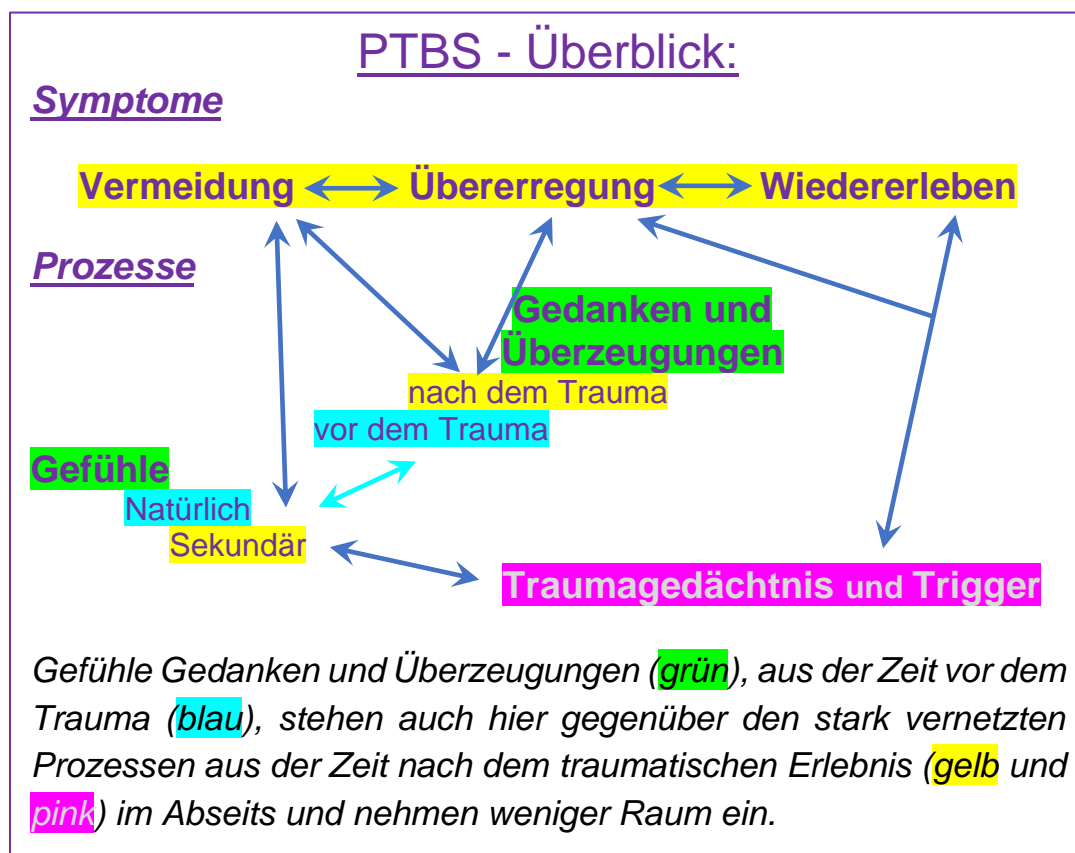 PTBS - Überblick:
Symptome
Vermeidung Übererregung Wiedererleben
Prozesse
Gedanken und
Überzeugungen
nach dem Trauma
vor dem Trauma
Gefühle
Natürlich
Sekundär
Traumagedächtnis und Trigger
Gefühle Gedanken und Überzeugungen (grün), aus der Zeit vor dem
Trauma (blau), stehen auch hier gegenüber den stark vernetzten
Prozessen aus der Zeit nach dem traumatischen Erlebnis (gelb und
pink) im Abseits und nehmen weniger Raum ein.